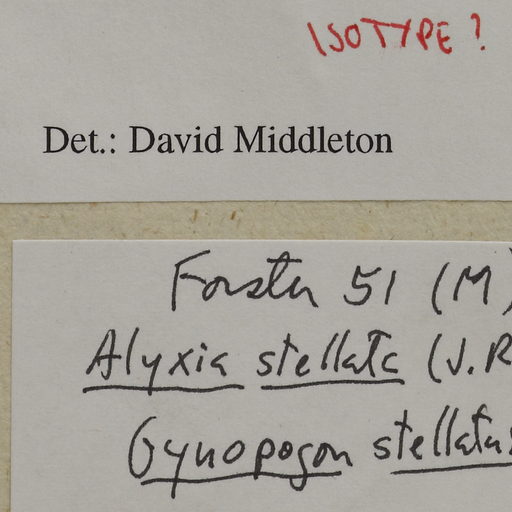 ISOTYPE?
Det.: David Middleton
Forster 51 (M)
Alyxia stellata (J.R
Gynopogon stellatus